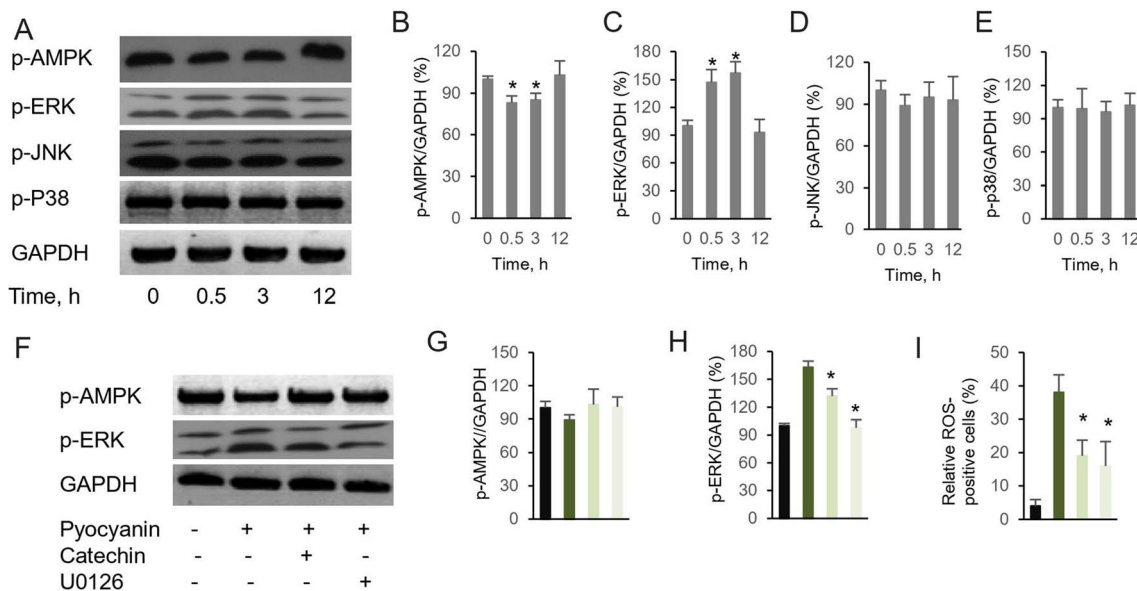 A
p-AMPK
p-ERK
p-JNK
p-P38
GAPDH
Time, h 0 0.5 3 12
B
p-AMPK/GAPDH (%)
120
90
60
30
0
* *
0 0.5 3 12
Time, h
C
p-ERK/GAPDH (%)
180
150
120
90
60
30
0
* *
0 0.5 3 12
Time, h
D
p-JNK/GAPDH (%)
120
90
60
30
0
0 0.5 3 12
Time, h
E
p-p38/GAPDH (%)
150
120
90
60
30
0
0 0.5 3 12
Time, h
F
p-AMPK
p-ERK
GAPDH
Pyocyanin - + + +
Catechin - - + -
U0126 - - - +
G
p-AMPK//GAPDH
150
120
90
60
30
0
H
p-ERK/GAPDH (%)
180
150
120
90
60
30
0
* *
I
Relative ROS-
positive cells (%)
50
40
30
20
10
0
* *